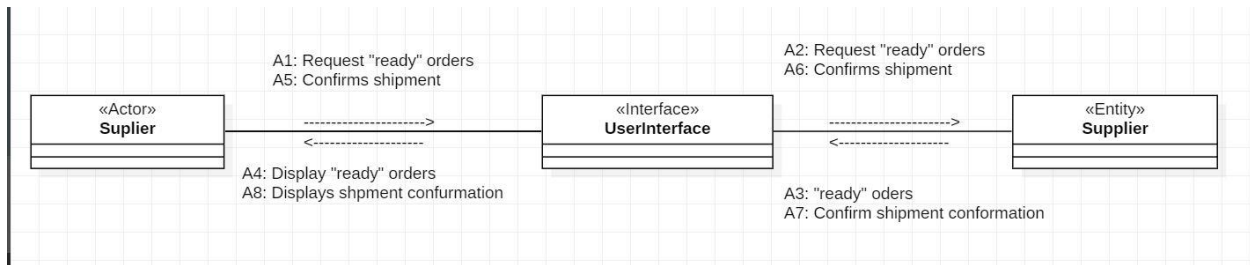 A1: Request "ready" orders
A5: Confirms shipment
A2: Request "ready" orders
A6: Confirms shipment
«Actor»
Suplier
«Interface»
UserInterface
«Entity»
Supplier
A4: Display "ready" orders
A8: Displays shpment confurmation
A3: "ready" oders
A7: Confirm shipment conformation